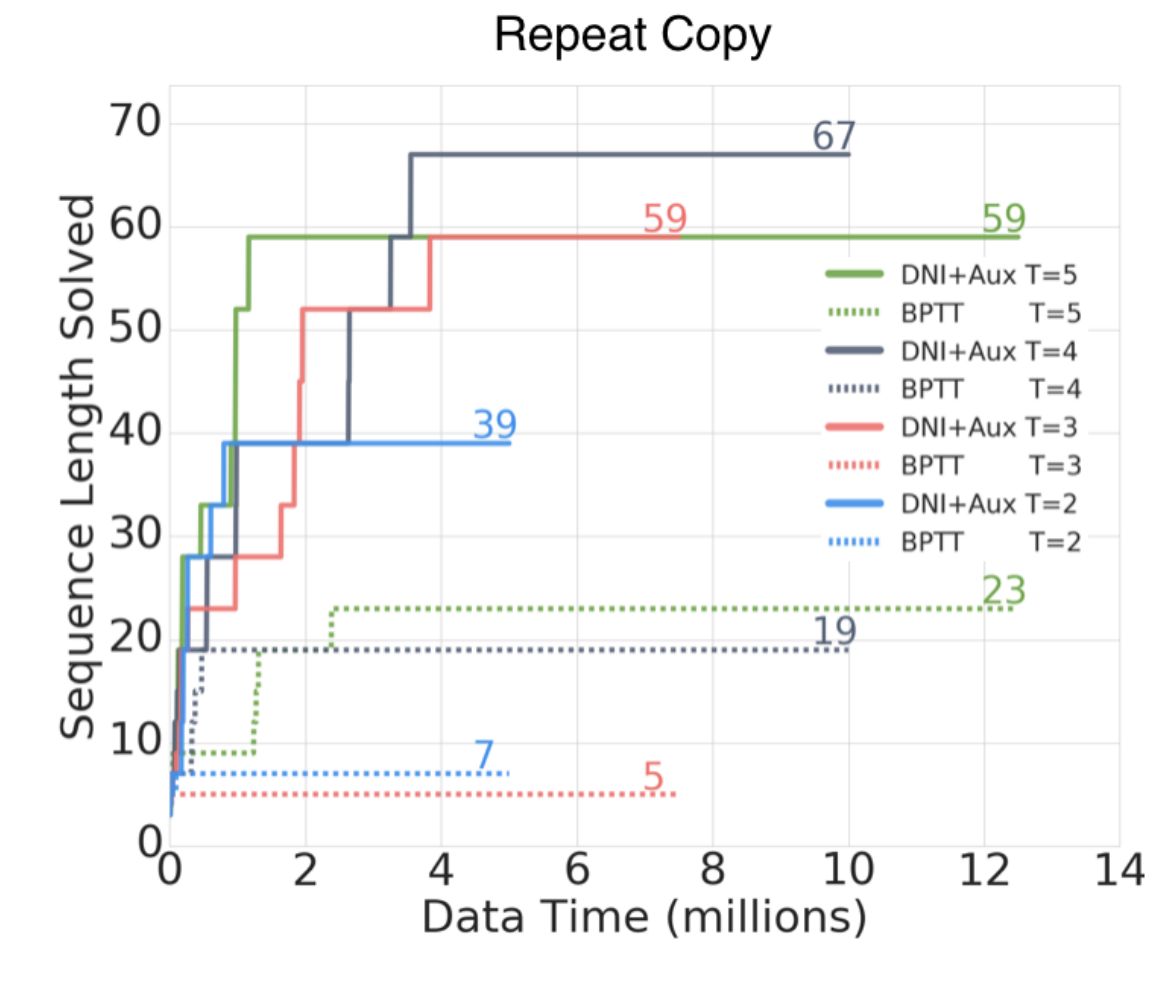 Repeat Copy
70
60
50
40
30
20
10
0
Sequence Length Solved
67
59
59
39
23
19
7
5
DNI+Aux T=5
BPTT T=5
DNI+Aux T=4
BPTT T=4
DNI+Aux T=3
BPTT T=3
DNI+Aux T=2
BPTT T=2
0 2 4 6 8 10 12 14
Data Time (millions)